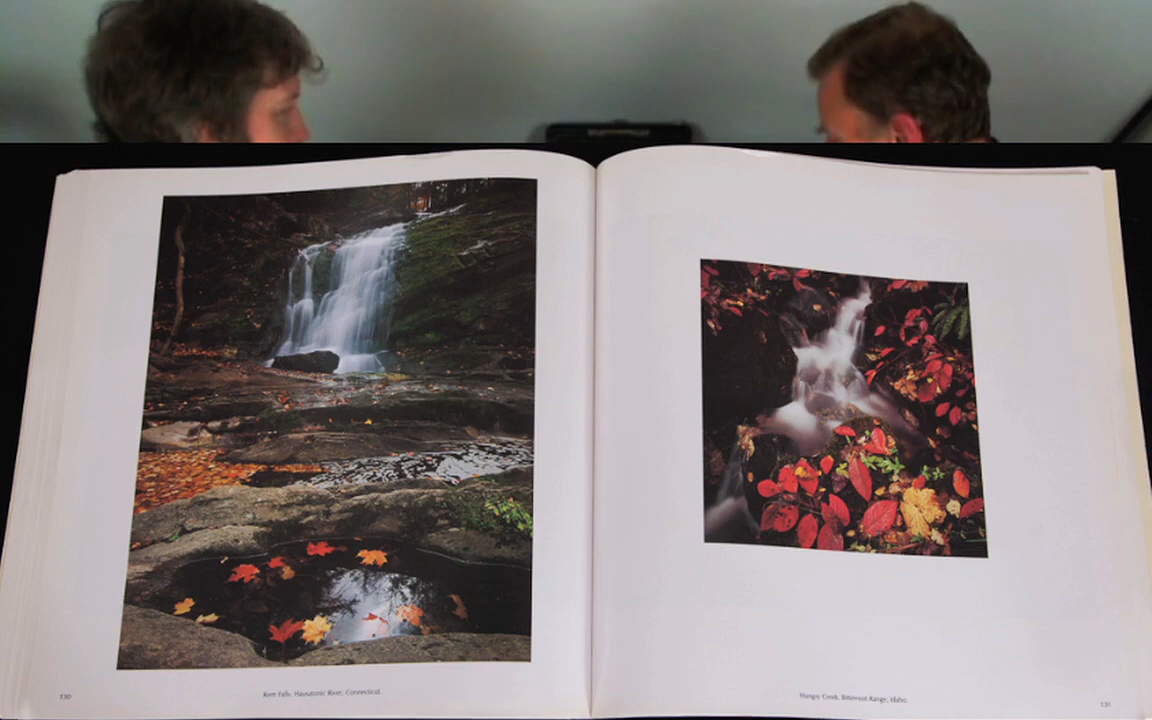 130
Kent Falls. Housatonic River, Connecticut.
Hungry Creek. Bitterroot Range, Idaho.
131